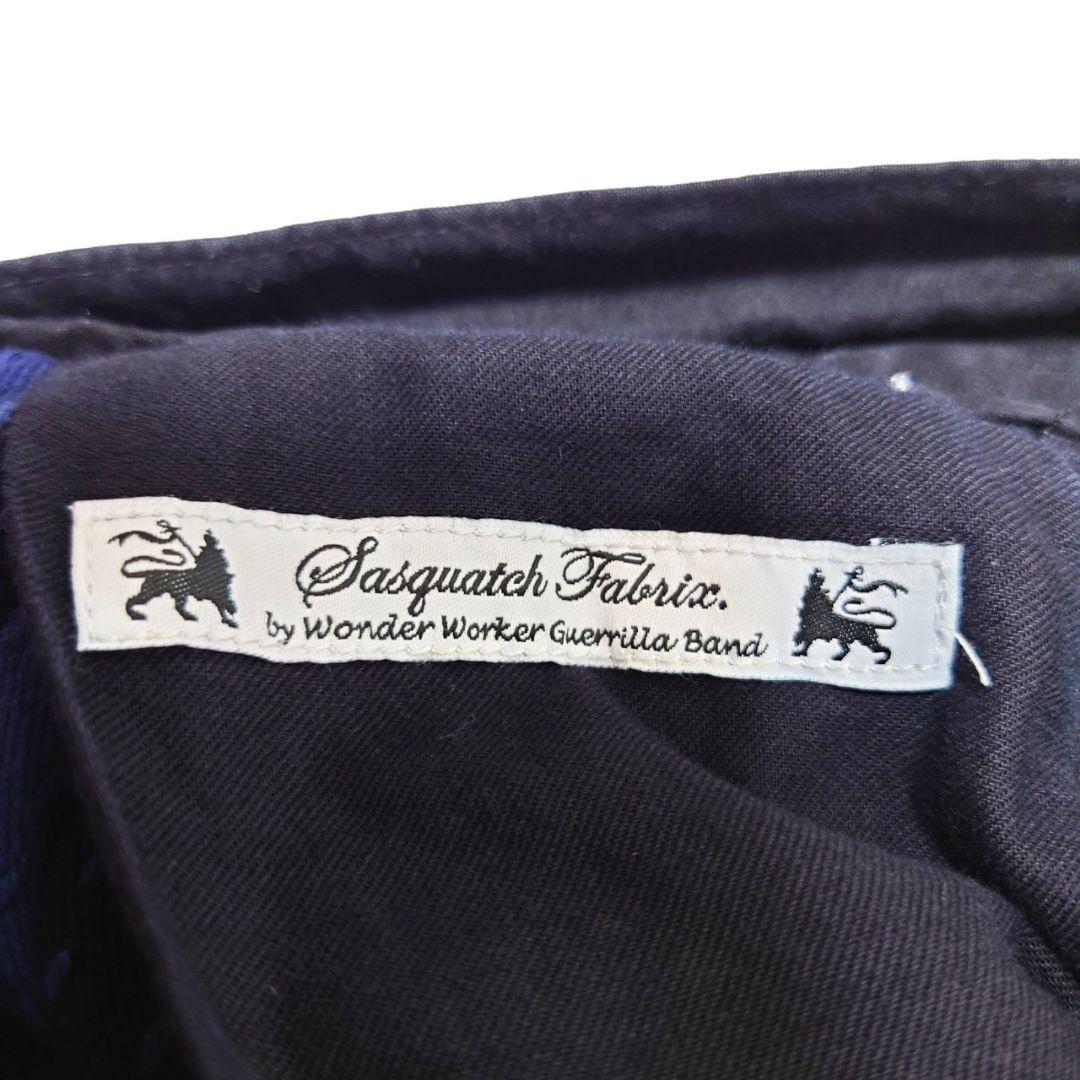 Sasquatch Fabrix.
by Wonder Worker Guerrilla Band